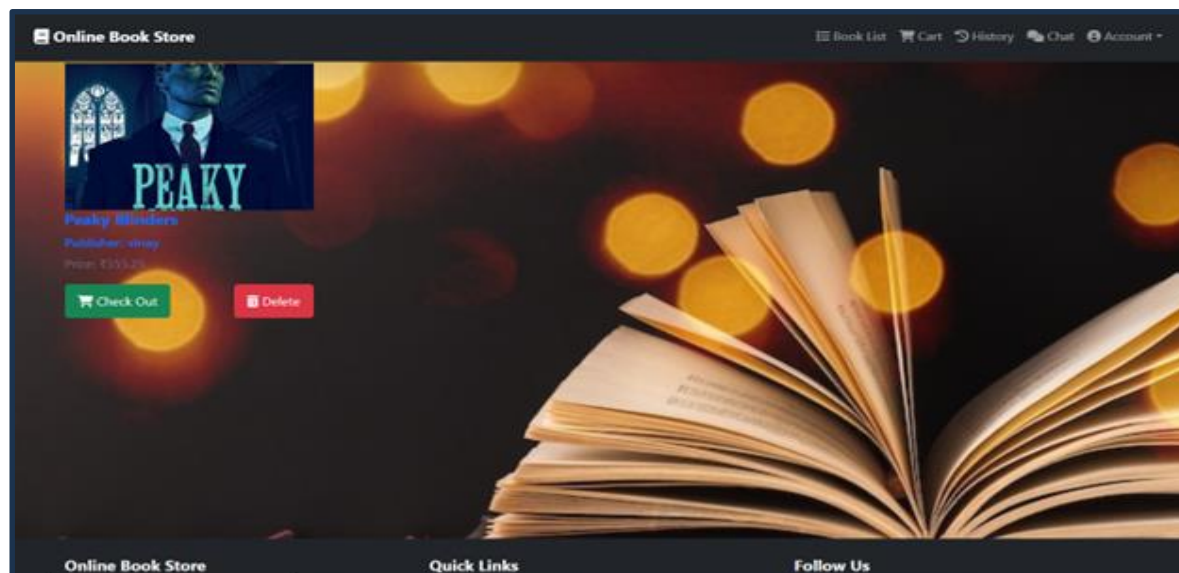 Online Book Store
Book List Cart History Chat Account
PEAKY
Peaky Blinders
Publisher: vinay
Price:
Check Out Delete
Online Book Store Quick Links Follow Us